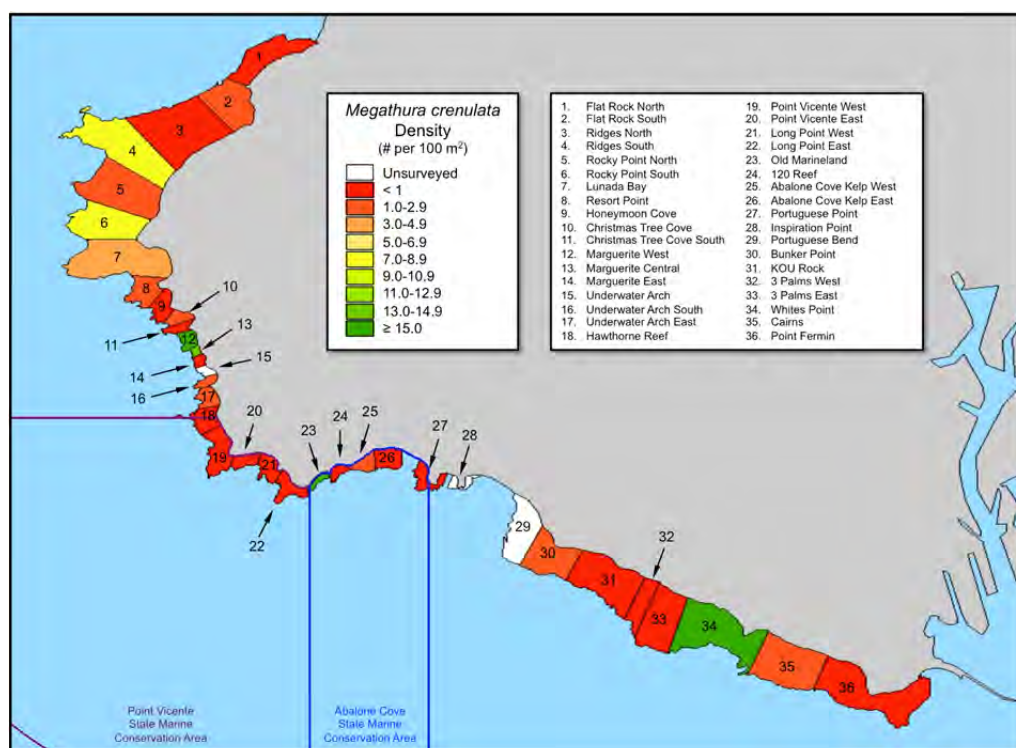 Megathura crenulata
Density
(# per 100 m²)
Unsurveyed
< 1
1.0-2.9
3.0-4.9
5.0-6.9
7.0-8.9
9.0-10.9
11.0-12.9
13.0-14.9
≥ 15.0
1. Flat Rock North
2. Flat Rock South
3. Ridges North
4. Ridges South
5. Rocky Point North
6. Rocky Point South
7. Lunada Bay
8. Resort Point
9. Honeymoon Cove
10. Christmas Tree Cove
11. Christmas Tree Cove South
12. Marguerite West
13. Marguerite Central
14. Marguerite East
15. Underwater Arch
16. Underwater Arch South
17. Underwater Arch East
18. Hawthorne Reef
19. Point Vicente West
20. Point Vicente East
21. Long Point West
22. Long Point East
23. Old Marineland
24. 120 Reef
25. Abalone Cove Kelp West
26. Abalone Cove Kelp East
27. Portuguese Point
28. Inspiration Point
29. Portuguese Bend
30. Bunker Point
31. KOU Rock
32. 3 Palms West
33. 3 Palms East
34. Whites Point
35. Cairns
36. Point Fermin
1
2
3
4
5
6
7
8
9
10
11
12
13
14
15
16
17
18
19
20
21
22
23
24
25
26
27
28
29
30
31
32
33
34
35
36
Point Vicente
State Marine
Conservation Area
Abalone Cove
State Marine
Conservation Area